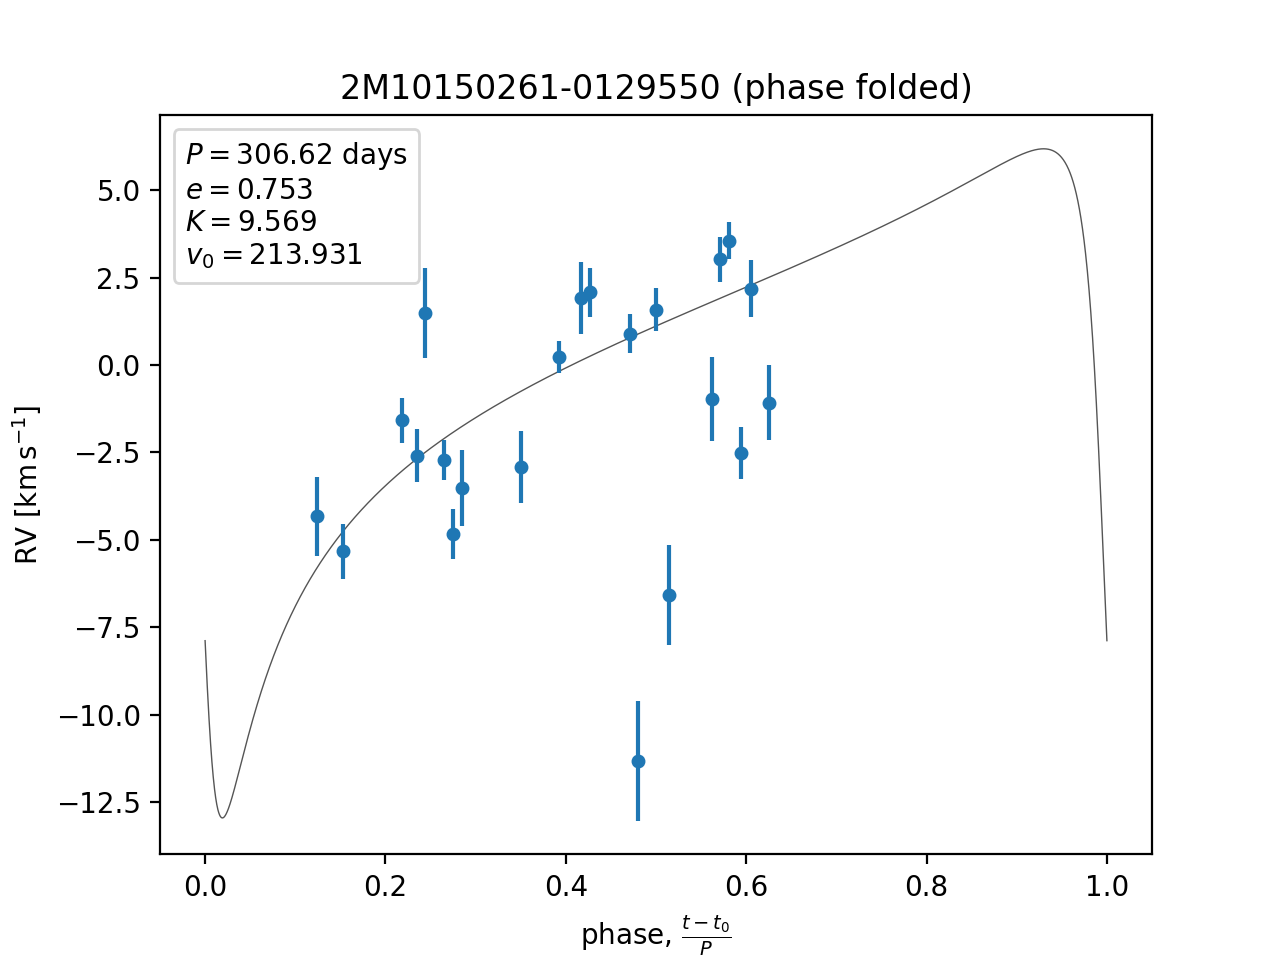 2M10150261-0129550 (phase folded)
P = 306.62 days
e = 0.753
K = 9.569
v₀ = 213.931
5.0
2.5
0.0
−2.5
−5.0
−7.5
−10.0
−12.5
RV [km s⁻¹]
0.0 0.2 0.4 0.6 0.8 1.0
phase, (t − t₀)/P